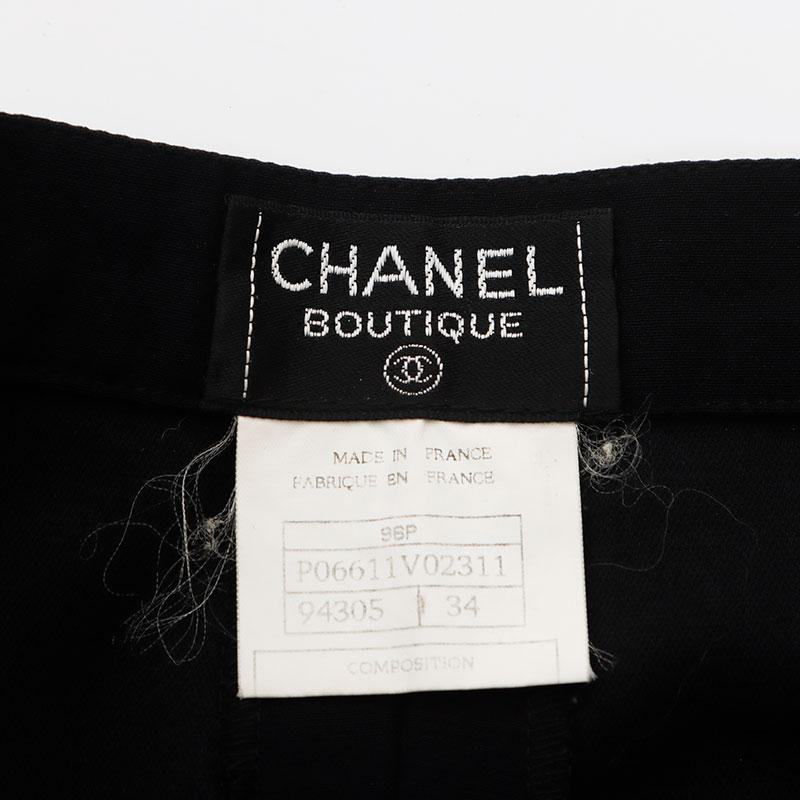 CHANEL
BOUTIQUE
MADE IN FRANCE
FABRIQUE EN FRANCE
96P
P06611V02311
94305 34
COMPOSITION